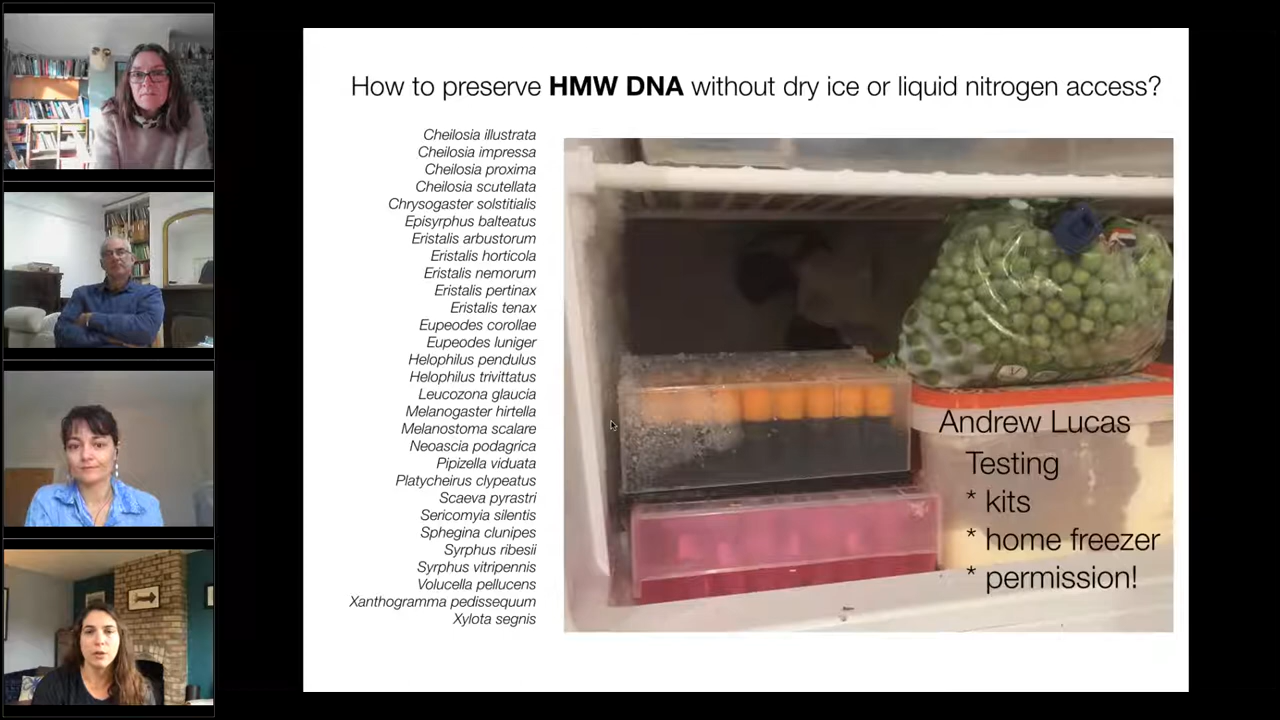 How to preserve HMW DNA without dry ice or liquid nitrogen access?
Cheilosia illustrata
Cheilosia impressa
Cheilosia proxima
Cheilosia scutellata
Chrysogaster solstitialis
Episyrphus balteatus
Eristalis arbustorum
Eristalis horticola
Eristalis nemorum
Eristalis pertinax
Eristalis tenax
Eupeodes corollae
Eupeodes luniger
Helophilus pendulus
Helophilus trivittatus
Leucozona glaucia
Melanogaster hirtella
Melanostoma scalare
Neoascia podagrica
Pipizella viduata
Platycheirus clypeatus
Scaeva pyrastri
Sericomyia silentis
Sphegina clunipes
Syrphus ribesii
Syrphus vitripennis
Volucella pellucens
Xanthogramma pedissequum
Xylota segnis
Andrew Lucas
Testing
* kits
* home freezer
* permission!